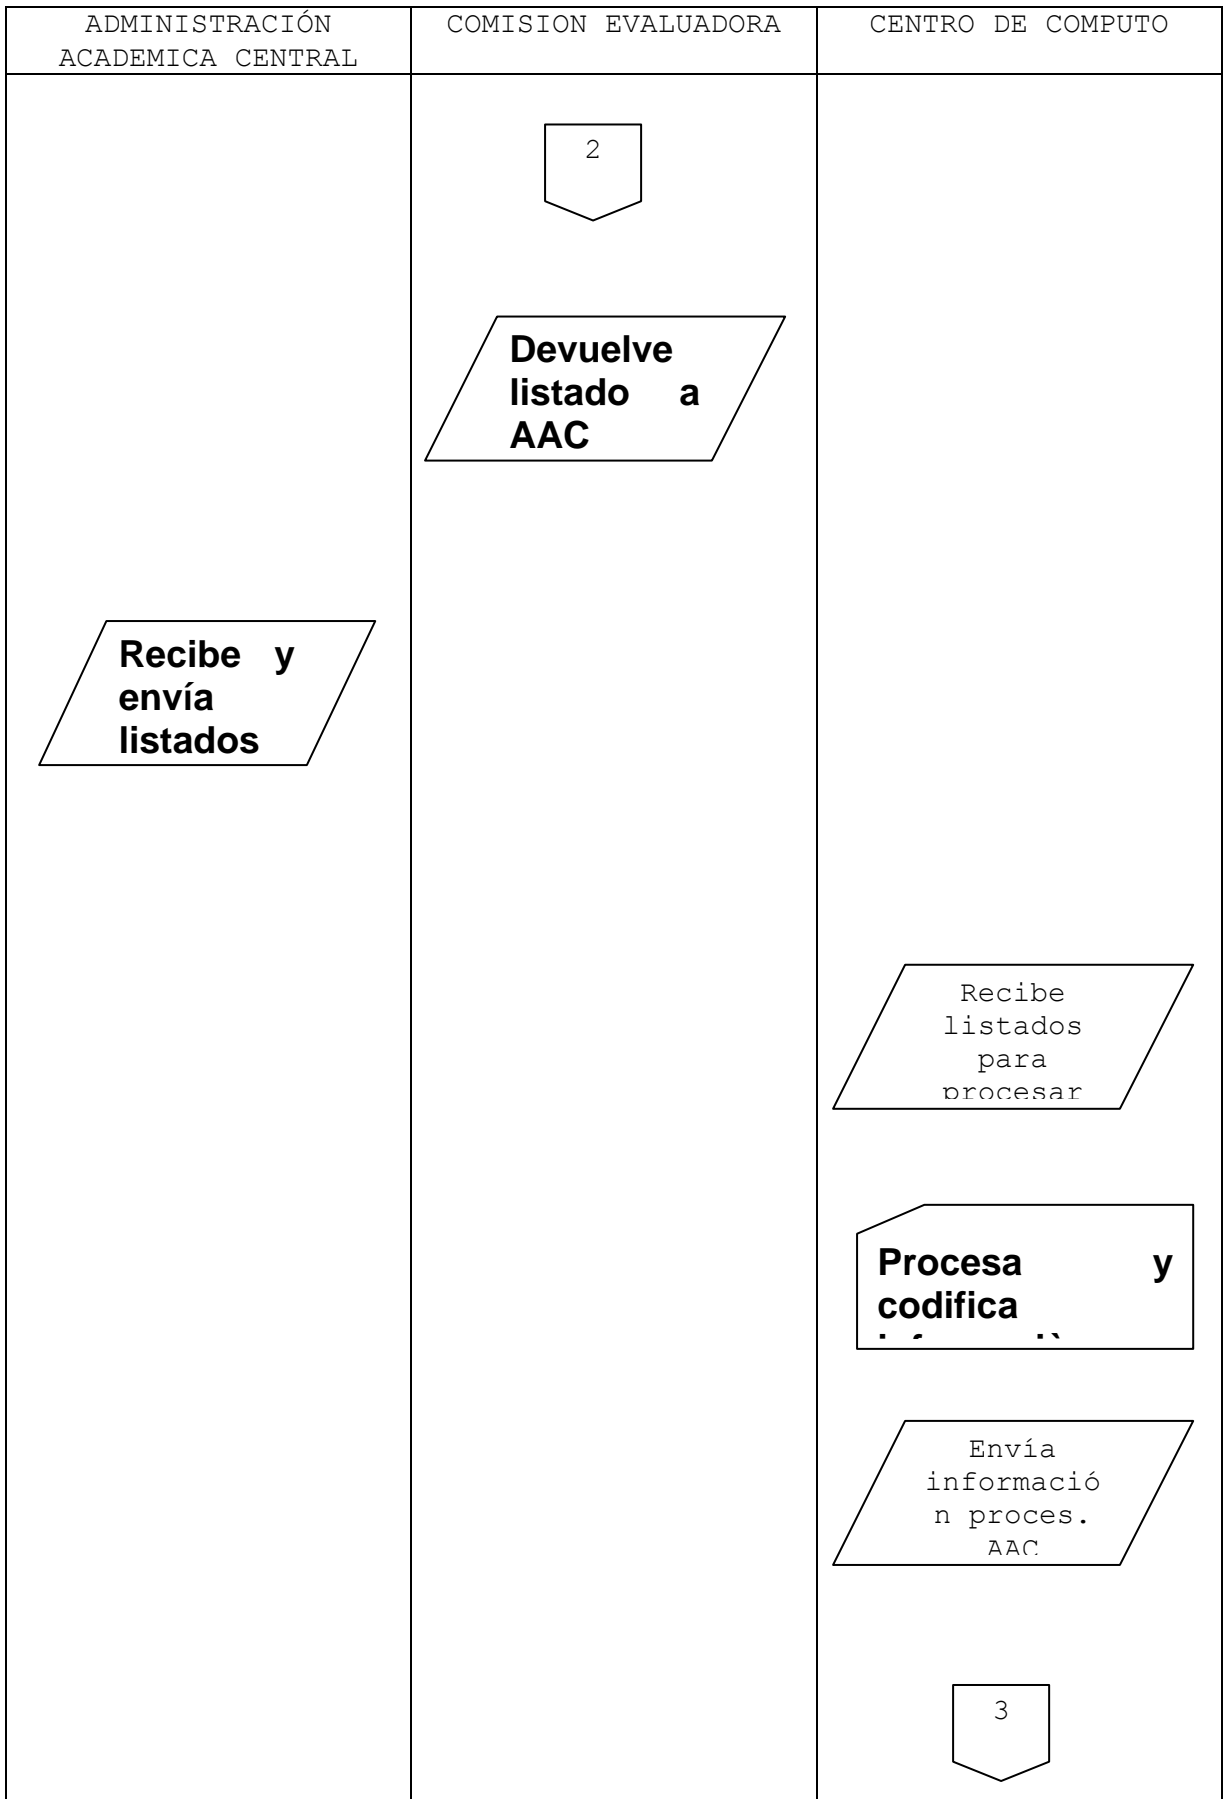 ADMINISTRACIÓN
ACADEMICA CENTRAL
COMISION EVALUADORA
CENTRO DE COMPUTO
2
Devuelve
listado a
AAC
Recibe y
envía
listados
Recibe
listados
para
procesar
Procesa y
codifica
Envía
informació
n proces.
AAC
3